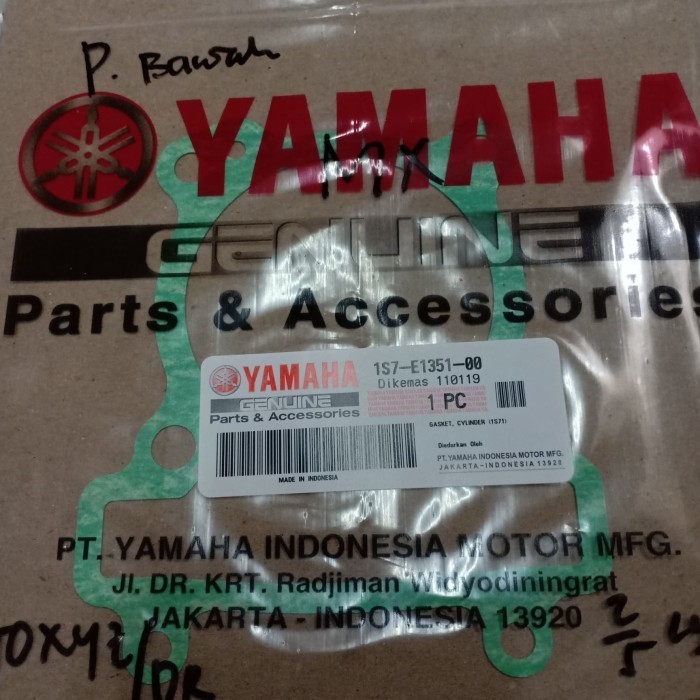 P. Bawah
YAMAHA
MX
GENUINE
Parts & Accessories
YAMAHA
GENUINE
Parts & Accessories
1S7-E1351-00
Dikemas 110119
1 PC
GASKET, CYLINDER (1S71)
Diedarkan Oleh
PT. YAMAHA INDONESIA MOTOR MFG.
JAKARTA-INDONESIA 13920
MADE IN INDONESIA
PT. YAMAHA INDONESIA MOTOR MFG.
Jl. DR. KRT. Radjiman Widyodiningrat
JAKARTA - INDONESIA 13920